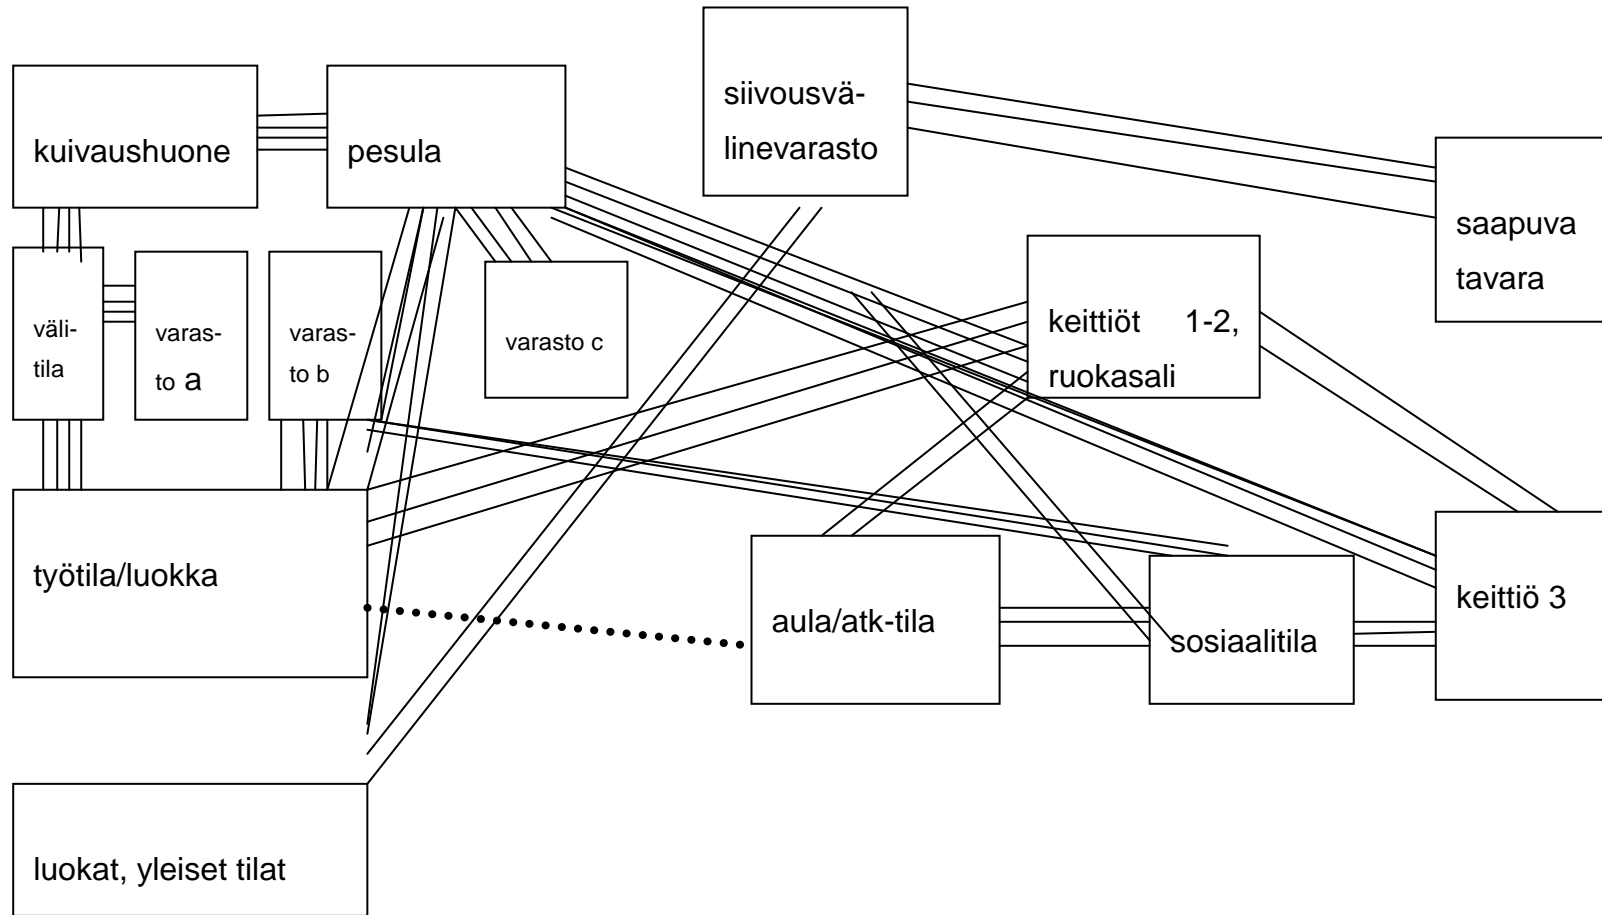 siivousvä-
linevarasto
kuivaushuone
pesula
saapuva
tavara
väli-
tila
varas-
to a
varas-
to b
varasto c
keittiöt 1-2,
ruokasali
työtila/luokka
aula/atk-tila
sosiaalitila
keittiö 3
luokat, yleiset tilat